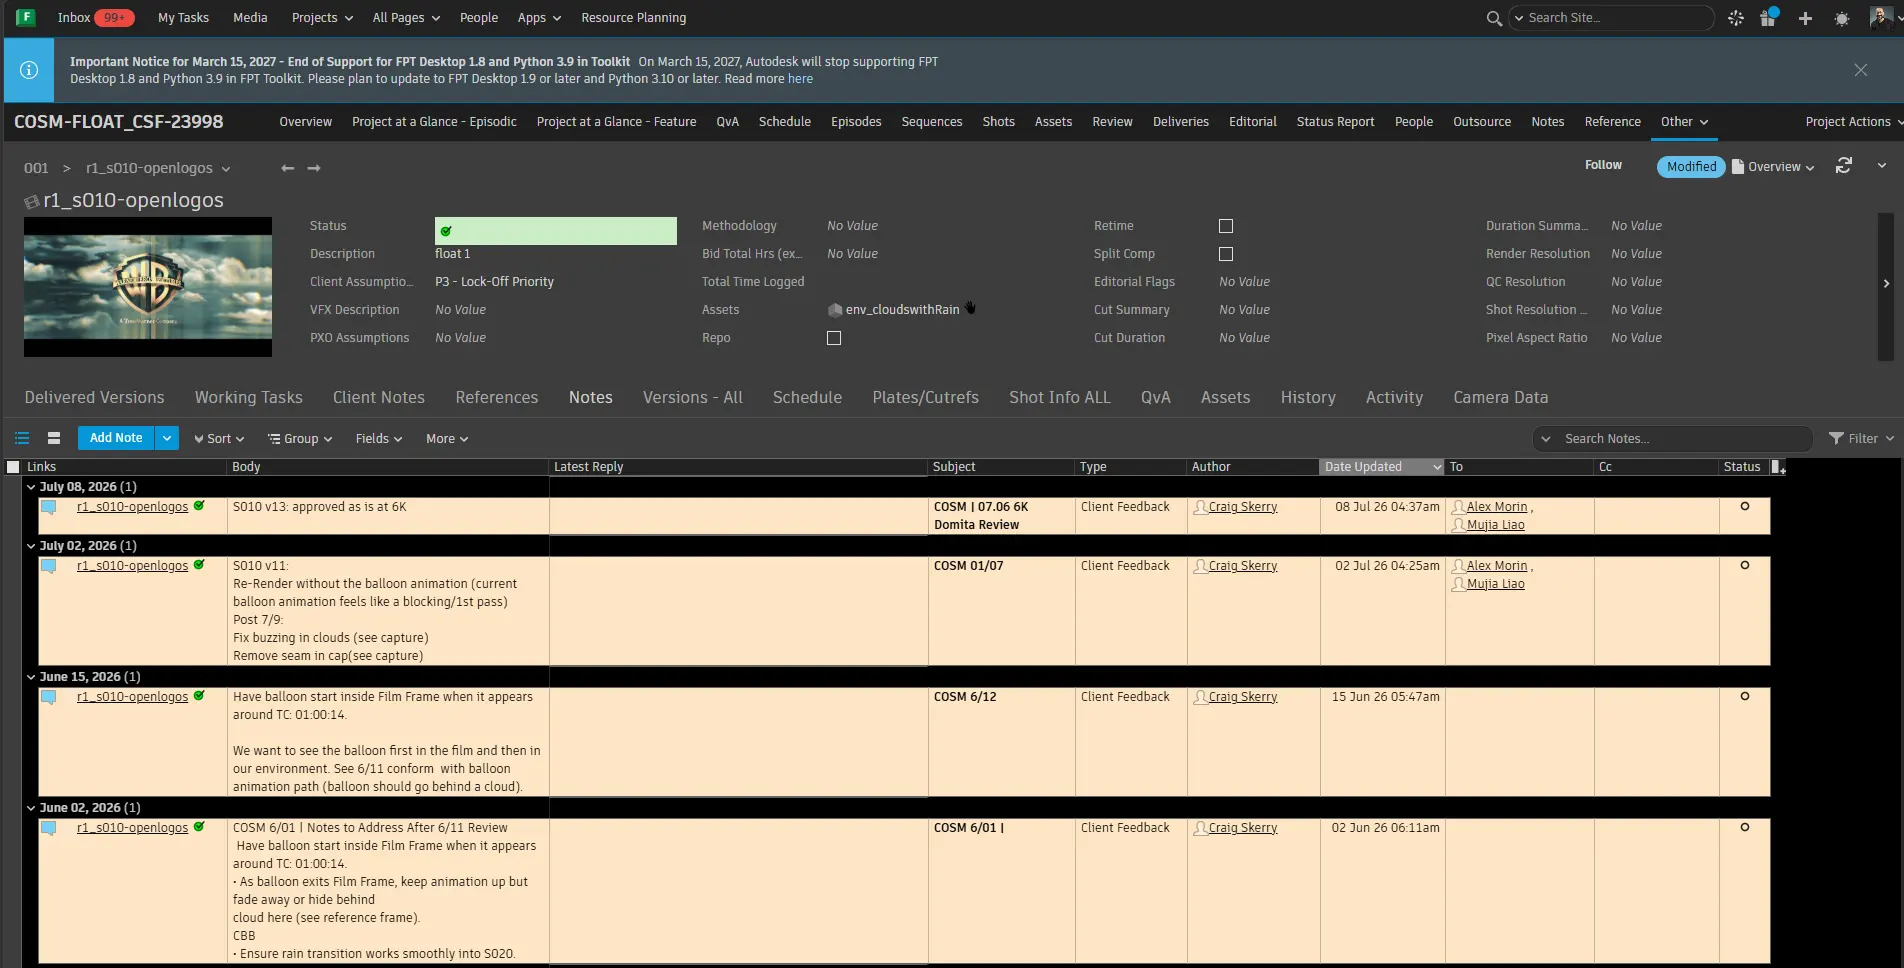 Inbox 99+ My Tasks Media Projects All Pages People Apps Resource Planning Search Site...
Important Notice for March 15, 2027 - End of Support for FPT Desktop 1.8 and Python 3.9 in Toolkit On March 15, 2027, Autodesk will stop supporting FPT
Desktop 1.8 and Python 3.9 in FPT Toolkit. Please plan to update to FPT Desktop 1.9 or later and Python 3.10 or later. Read more here
COSM-FLOAT_CSF-23998 Overview Project at a Glance - Episodic Project at a Glance - Feature QvA Schedule Episodes Sequences Shots Assets Review Deliveries Editorial Status Report People Outsource Notes Reference Other Project Actions
001 > r1_s010-openlogos Follow Modified Overview
r1_s010-openlogos
WB
Status Methodology No Value Retime Duration Summa... No Value
Description float 1 Bid Total Hrs (ex... No Value Split Comp Render Resolution No Value
Client Assumptio... P3 - Lock-Off Priority Total Time Logged Editorial Flags No Value QC Resolution No Value
VFX Description No Value Assets env_cloudswithRain Cut Summary No Value Shot Resolution ... No Value
PXO Assumptions No Value Repo Cut Duration No Value Pixel Aspect Ratio No Value
Delivered Versions Working Tasks Client Notes References Notes Versions - All Schedule Plates/Cutrefs Shot Info ALL QvA Assets History Activity Camera Data
Add Note Sort Group Fields More Search Notes... Filter
Links Body Latest Reply Subject Type Author Date Updated To Cc Status
July 08, 2026 (1)
r1_s010-openlogos S010 v13: approved as is at 6K COSM | 07.06 6K Client Feedback Craig Skerry 08 Jul 26 04:37am Alex Morin ,
Domita Review Mujia Liao
July 02, 2026 (1)
r1_s010-openlogos S010 v11: COSM 01/07 Client Feedback Craig Skerry 02 Jul 26 04:25am Alex Morin ,
Re-Render without the balloon animation (current Mujia Liao
balloon animation feels like a blocking/1st pass)
Post 7/9:
Fix buzzing in clouds (see capture)
Remove seam in cap(see capture)
June 15, 2026 (1)
r1_s010-openlogos Have balloon start inside Film Frame when it appears COSM 6/12 Client Feedback Craig Skerry 15 Jun 26 05:47am
around TC: 01:00:14.
We want to see the balloon first in the film and then in
our environment. See 6/11 conform with balloon
animation path (balloon should go behind a cloud).
June 02, 2026 (1)
r1_s010-openlogos COSM 6/01 | Notes to Address After 6/11 Review COSM 6/01 | Client Feedback Craig Skerry 02 Jun 26 06:11am
Have balloon start inside Film Frame when it appears
around TC: 01:00:14.
• As balloon exits Film Frame, keep animation up but
fade away or hide behind
cloud here (see reference frame).
CBB
• Ensure rain transition works smoothly into S020.